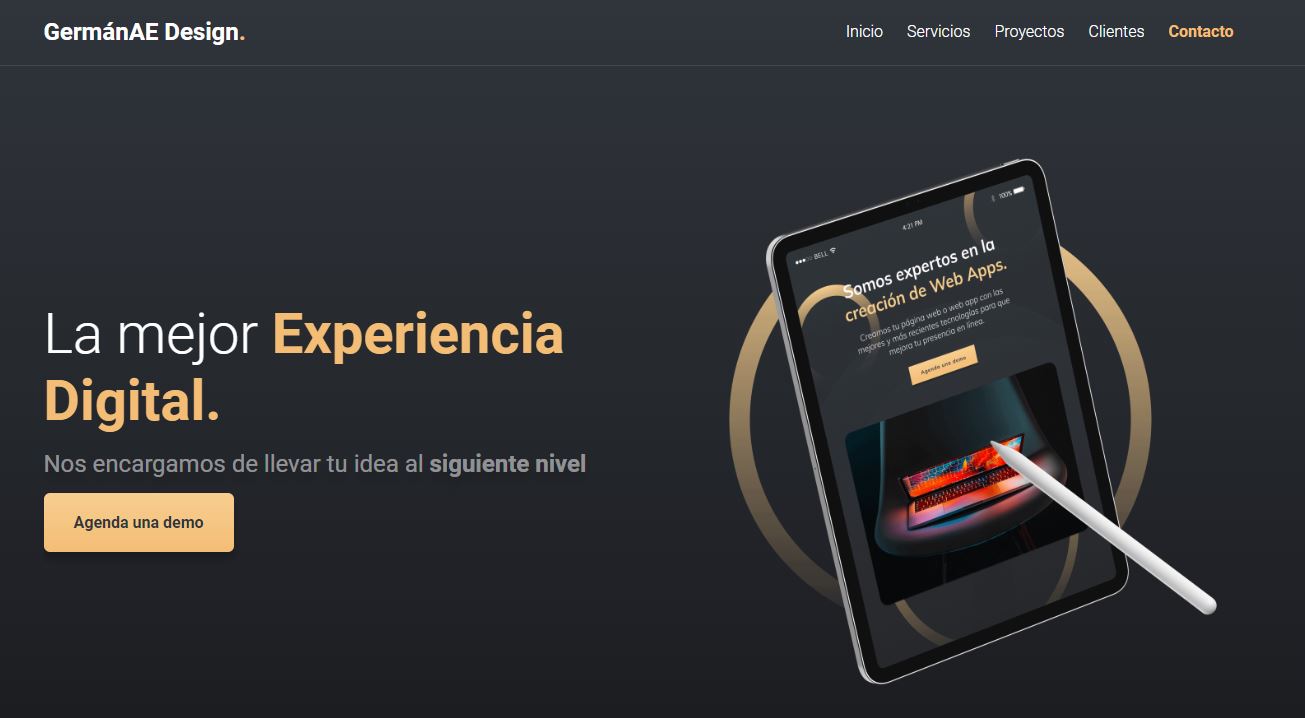 GermánAE Design.
Inicio Servicios Proyectos Clientes Contacto
La mejor Experiencia
Digital.
Nos encargamos de llevar tu idea al siguiente nivel
Agenda una demo
BELL 4:21 PM 100%
Somos expertos en la
creación de Web Apps.
Creamos tu página web o web app con las
mejores y más recientes tecnologías para que
mejora tu presencia en línea.
Agenda una demo